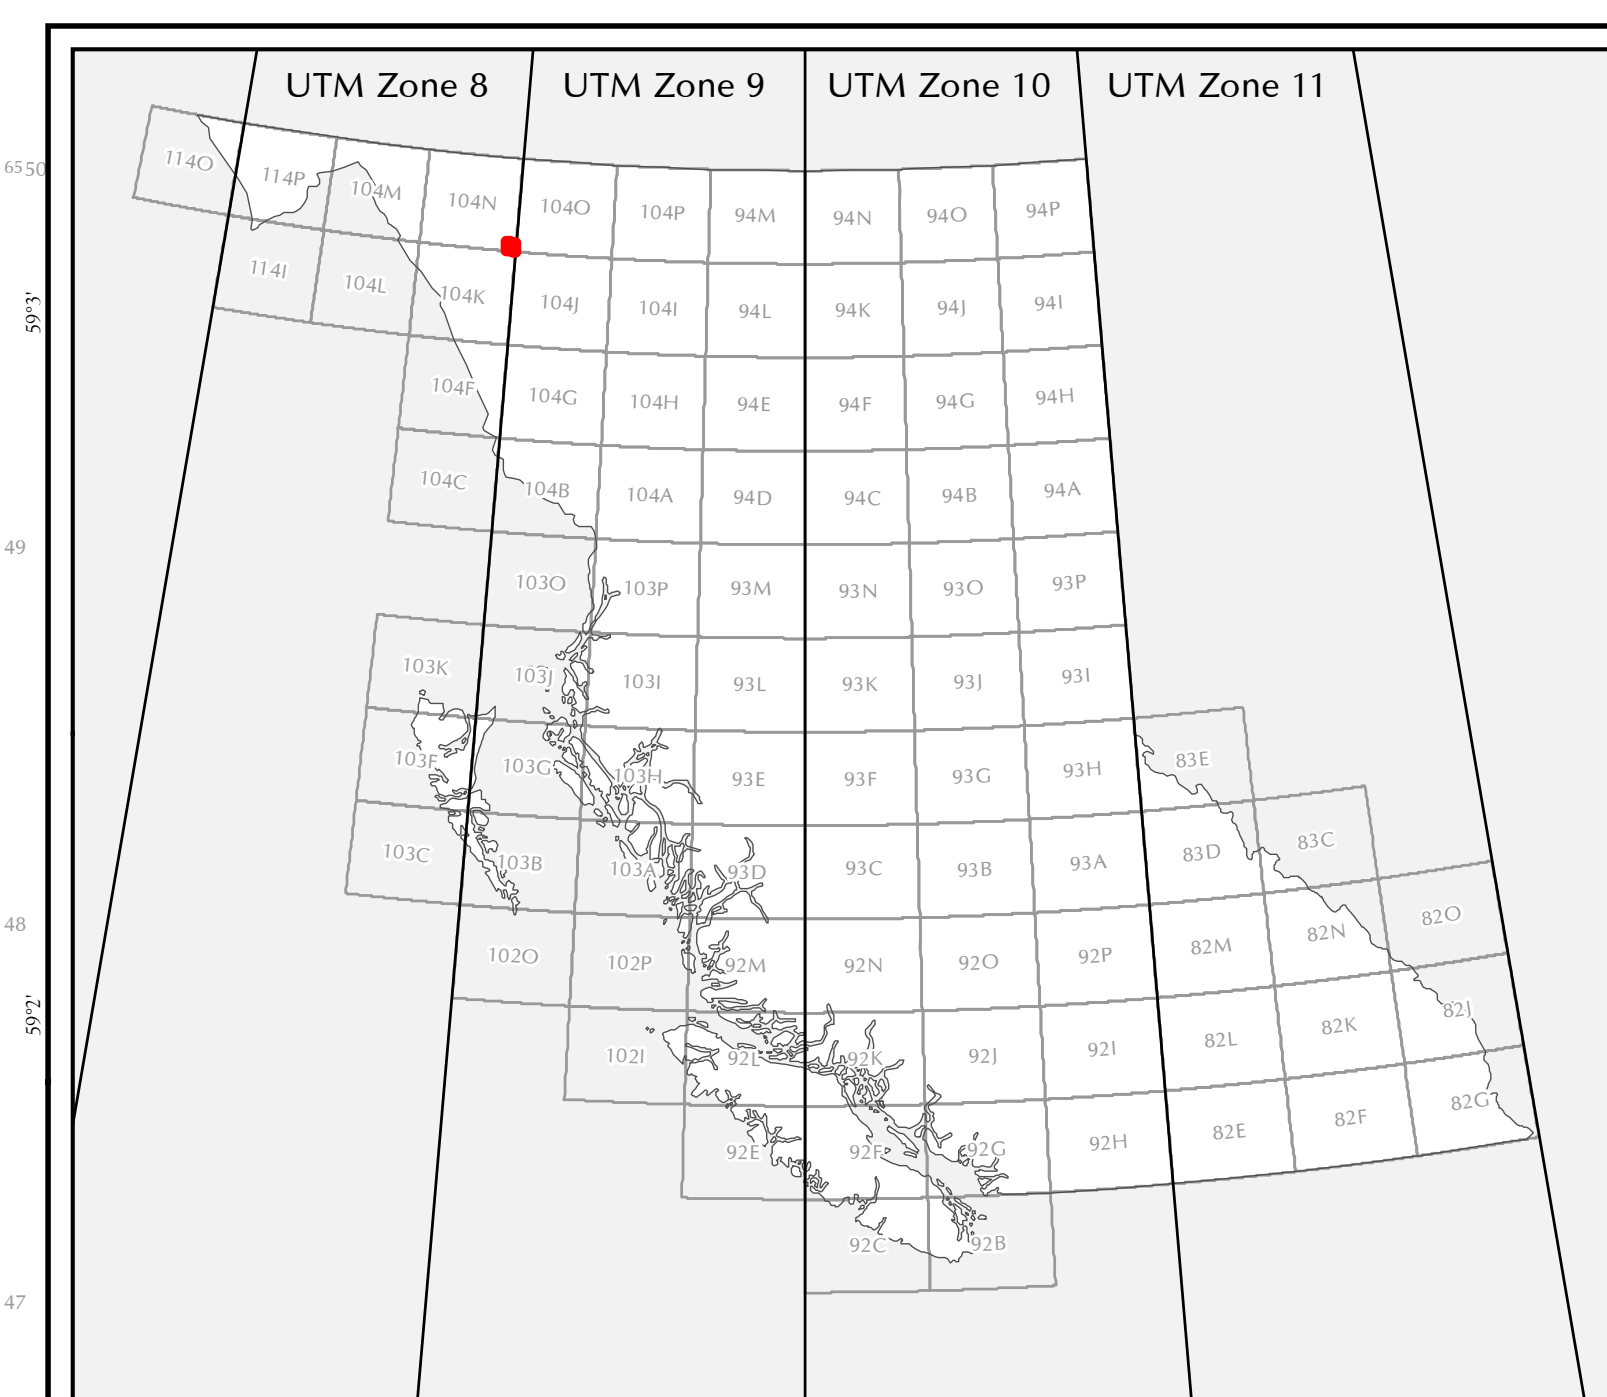 UTM Zone 8 UTM Zone 9 UTM Zone 10 UTM Zone 11
6550
59°3'
49
48
59°2'
47
114O 114P 104M 104N 104O 104P 94M 94N 94O 94P
114I 104L 104K 104J 104I 94L 94K 94J 94I
104F 104G 104H 94E 94F 94G 94H
104C 104B 104A 94D 94C 94B 94A
103O 103P 93M 93N 93O 93P
103K 103J 103I 93L 93K 93J 93I
103F 103G 103H 93E 93F 93G 93H 83E
103C 103B 103A 93D 93C 93B 93A 83D 83C
102O 102P 92M 92N 92O 92P 82M 82N 82O
102I 92L 92K 92J 92I 82L 82K 82J
92E 92F 92G 92H 82E 82F 82G
92C 92B